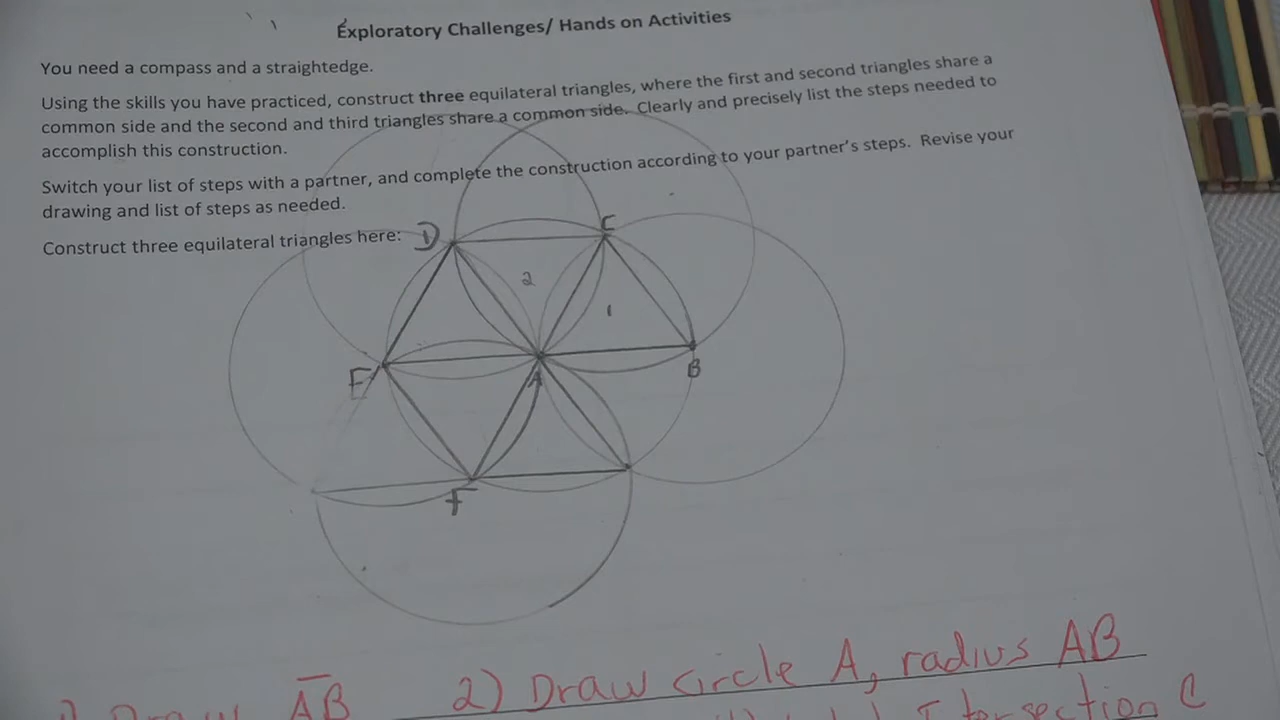 Exploratory Challenges/ Hands on Activities
You need a compass and a straightedge.
Using the skills you have practiced, construct three equilateral triangles, where the first and second triangles share a
common side and the second and third triangles share a common side. Clearly and precisely list the steps needed to
accomplish this construction.
Switch your list of steps with a partner, and complete the construction according to your partner's steps. Revise your
drawing and list of steps as needed.
Construct three equilateral triangles here:
D
C
2
1
E
A
B
F
1) Draw AB
2) Draw circle A, radius AB
Intersection C